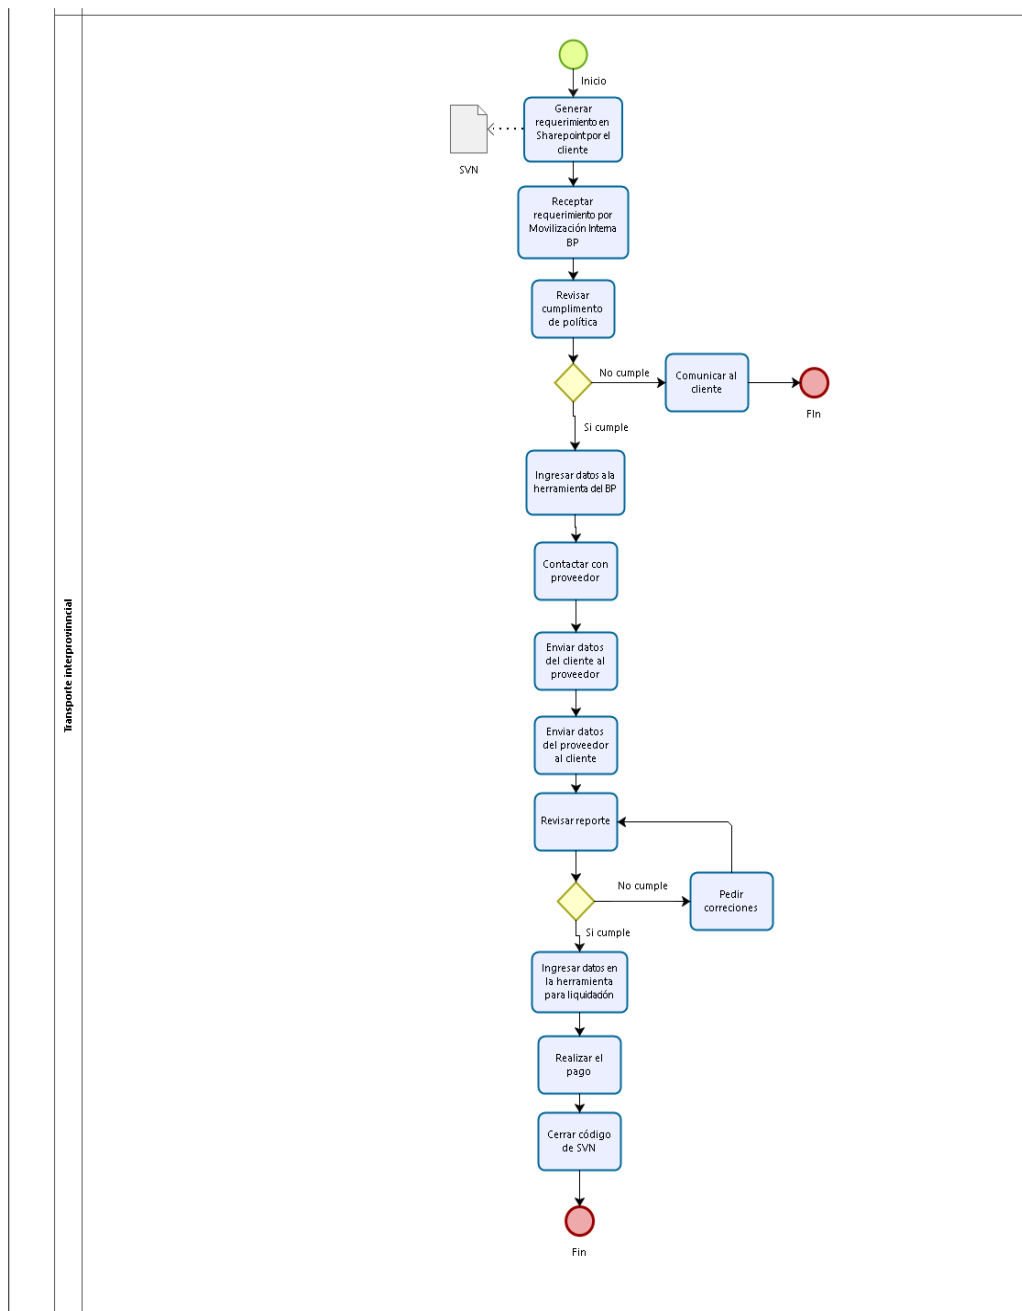 Inicio
Generar
requerimiento en
Sharepoint por el
cliente
SVN
Receptar
requerimiento por
Movilización Interna
BP
Revisar
cumplimento
de política
No cumple
Comunicar al
cliente
FIn
Si cumple
Ingresar datos a la
herramienta del BP
Contactar con
proveedor
Enviar datos
del cliente al
proveedor
Transporte interprovinncial
Enviar datos
del proveedor
al cliente
Revisar reporte
No cumple
Pedir
correciones
Si cumple
Ingresar datos en
la herramienta
para liquidación
Realizar el
pago
Cerrar código
de SVN
Fin